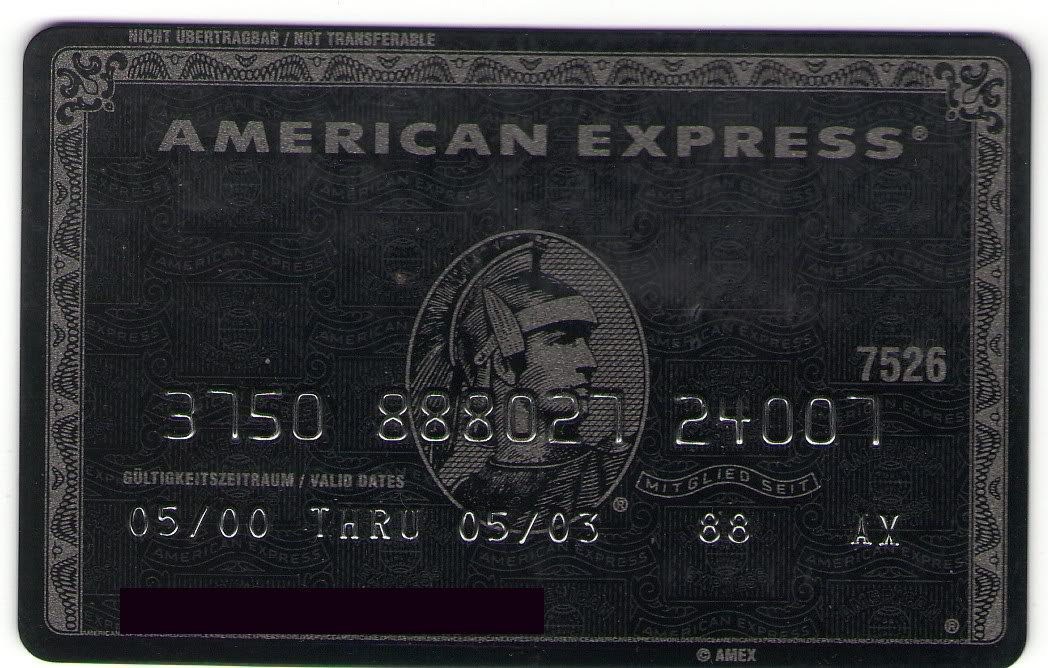 NICHT ÜBERTRAGBAR / NOT TRANSFERABLE
AMERICAN EXPRESS®
7526
3750 888027 24007
GÜLTIGKEITSZEITRAUM / VALID DATES
MITGLIED SEIT
05/00 THRU 05/03 88 AX
© AMEX